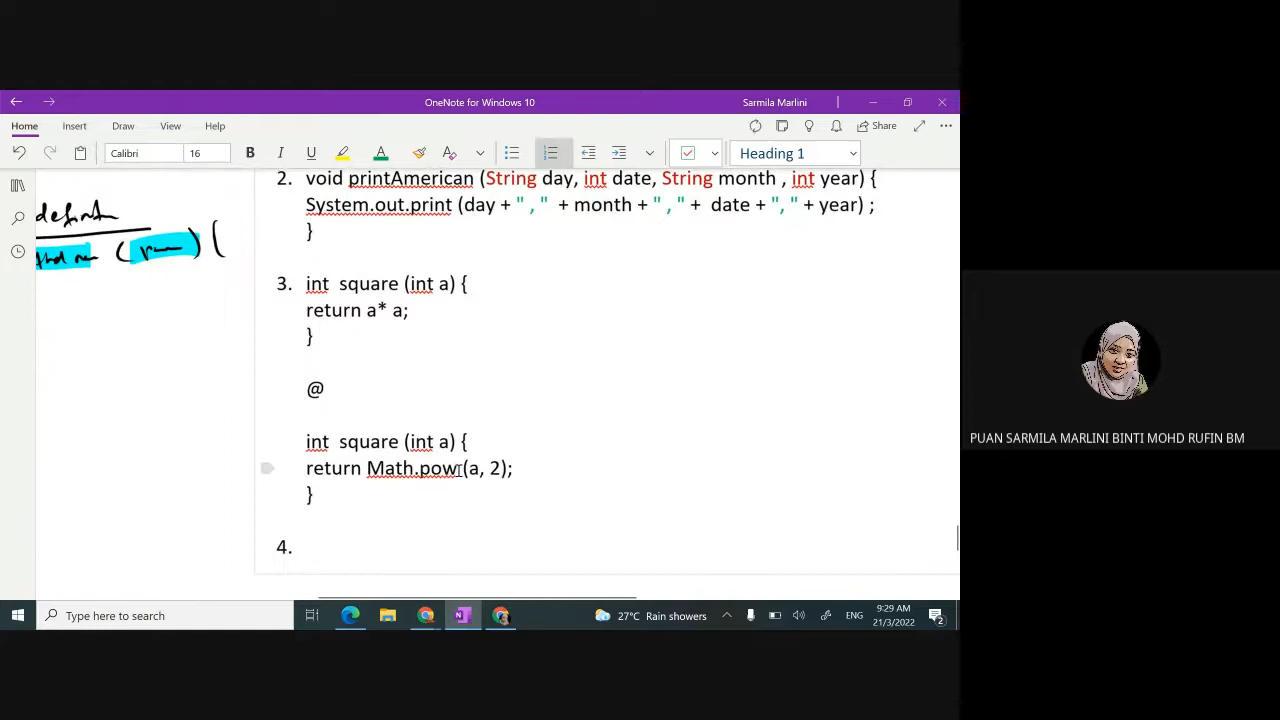 OneNote for Windows 10
Sarmila Marlini
Home Insert Draw View Help
Share
Calibri 16 B I U A Heading 1
2. void printAmerican (String day, int date, String month , int year) {
System.out.print (day + " , " + month + " , " + date + ", " + year) ;
}
3. int square (int a) {
return a* a;
}
@
int square (int a) {
return Math.pow (a, 2);
}
4.
PUAN SARMILA MARLINI BINTI MOHD RUFIN BM
Type here to search
27°C Rain showers
ENG
9:29 AM
21/3/2022
2